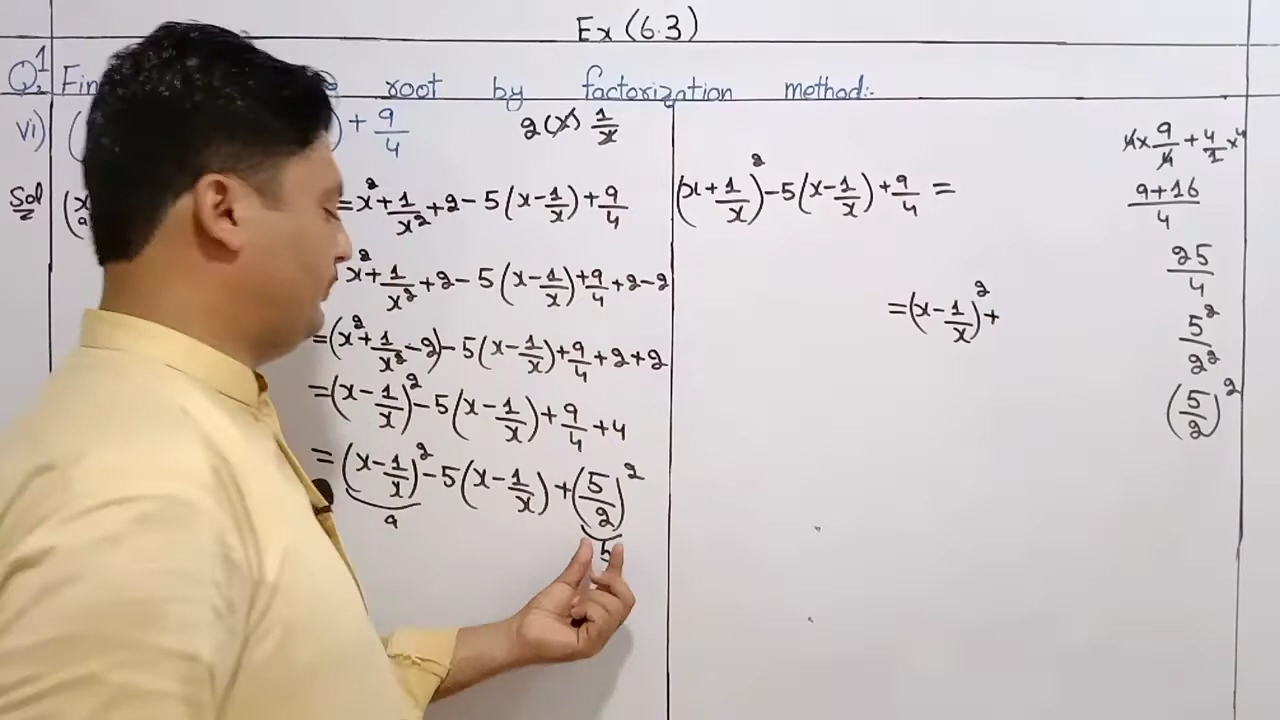 Ex (6.3)
Q1 Fin root by factorization method:-
vi) ( ) + 9/4 2(x) 1/x
Sol (x = x² + 1/x² + 2 - 5(x - 1/x) + 9/4
x² + 1/x² + 2 - 5(x - 1/x) + 9/4 + 2 - 2
= (x² + 1/x² - 2) - 5(x - 1/x) + 9/4 + 2 + 2
= (x - 1/x)² - 5(x - 1/x) + 9/4 + 4
= (x - 1/x)² - 5(x - 1/x) + (5/2)²
a b
(x + 1/x)² - 5(x - 1/x) + 9/4 =
= (x - 1/x)² +
4 x 9/4 + 4/1 x 4
9+16/4
25/4
5²/2²
(5/2)²